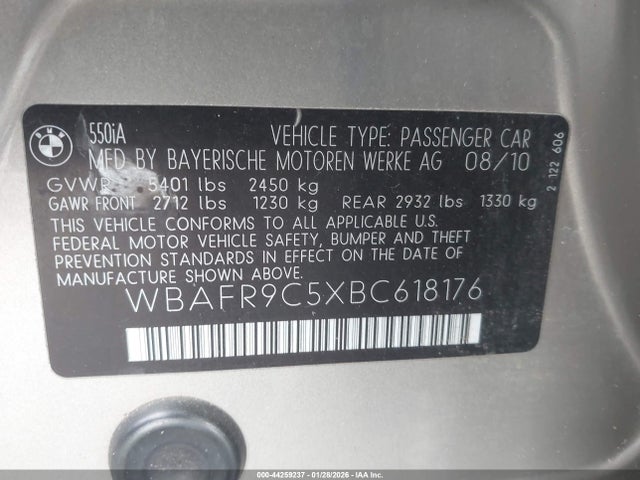 BMW
550iA VEHICLE TYPE: PASSENGER CAR
MFD BY BAYERISCHE MOTOREN WERKE AG 08/10
GVWR 5401 lbs 2450 kg
GAWR FRONT 2712 lbs 1230 kg REAR 2932 lbs 1330 kg
THIS VEHICLE CONFORMS TO ALL APPLICABLE U.S.
FEDERAL MOTOR VEHICLE SAFETY, BUMPER AND THEFT
PREVENTION STANDARDS IN EFFECT ON THE DATE OF
MANUFACTURE SHOWN ABOVE.
WBAFR9C5XBC618176
2 122 606
000-44259237 - 01/28/2026 - IAAI.COM